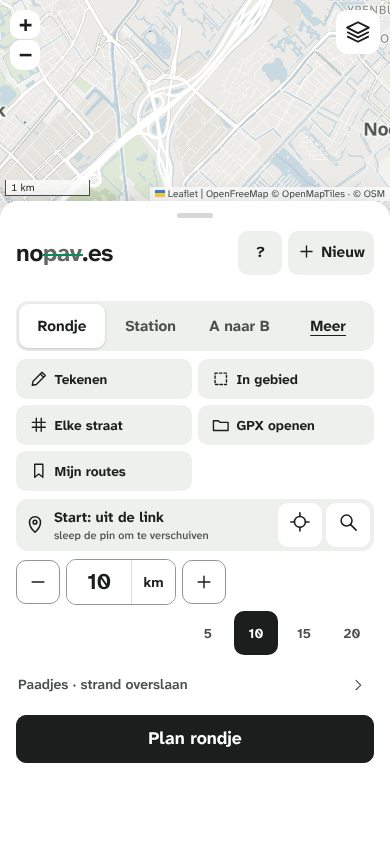 +
−
YPENBU
k
Noo
1 km
Leaflet | OpenFreeMap © OpenMapTiles · © OSM
nopav.es
?
+ Nieuw
Rondje
Station
A naar B
Meer
Tekenen
In gebied
Elke straat
GPX openen
Mijn routes
Start: uit de link
sleep de pin om te verschuiven
− 10 km +
5
10
15
20
Paadjes · strand overslaan
Plan rondje